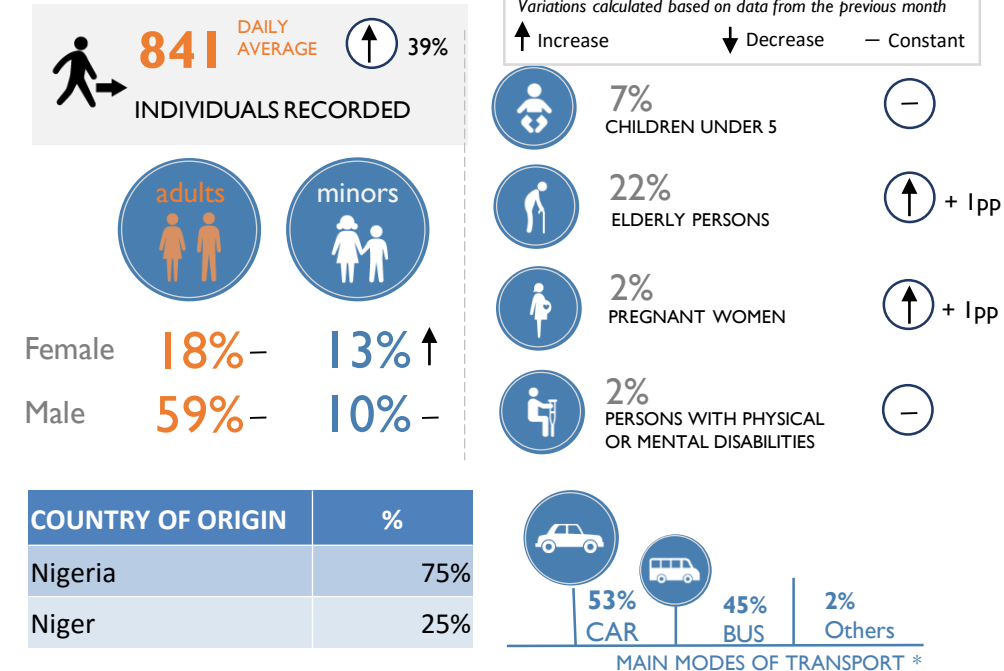 841 DAILY
AVERAGE
39%
INDIVIDUALS RECORDED
adults
minors
Female 18% – 13%
Male 59% – 10% –
COUNTRY OF ORIGIN %
Nigeria 75%
Niger 25%
Variations calculated based on data from the previous month
Increase Decrease – Constant
7%
CHILDREN UNDER 5
–
22%
ELDERLY PERSONS
+ 1pp
2%
PREGNANT WOMEN
+ 1pp
2%
PERSONS WITH PHYSICAL
OR MENTAL DISABILITIES
–
53%
CAR
45%
BUS
2%
Others
MAIN MODES OF TRANSPORT *